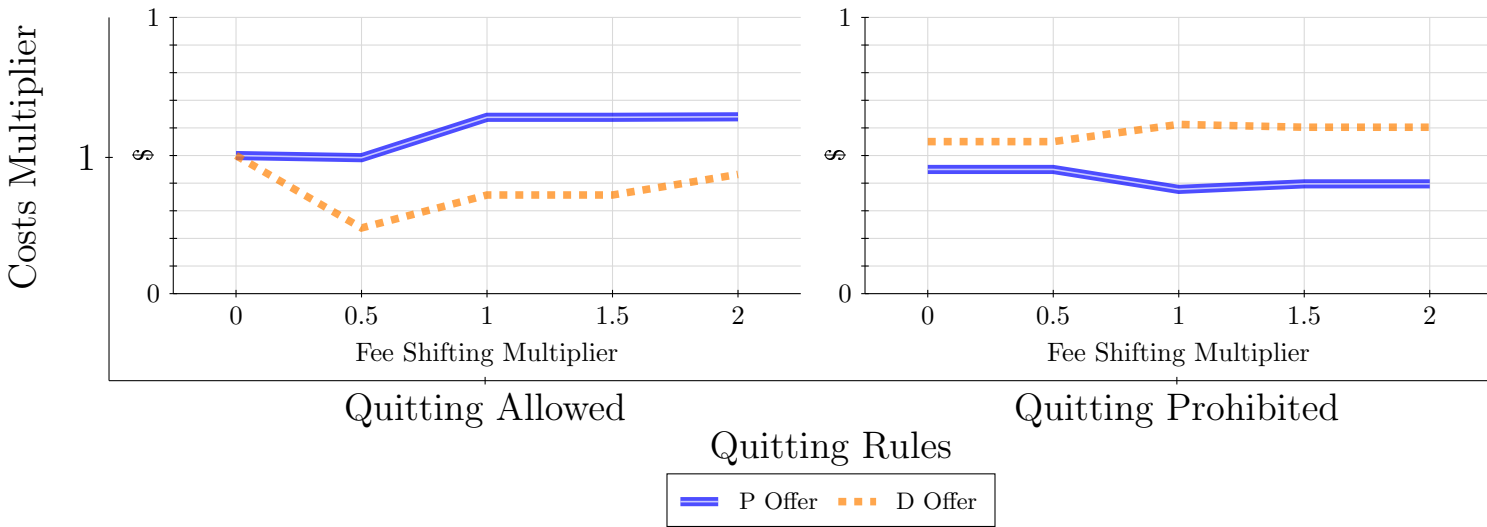 Costs Multiplier
1
1
$
0
0 0.5 1 1.5 2
Fee Shifting Multiplier
1
$
0
0 0.5 1 1.5 2
Fee Shifting Multiplier
Quitting Allowed
Quitting Prohibited
Quitting Rules
P Offer
D Offer